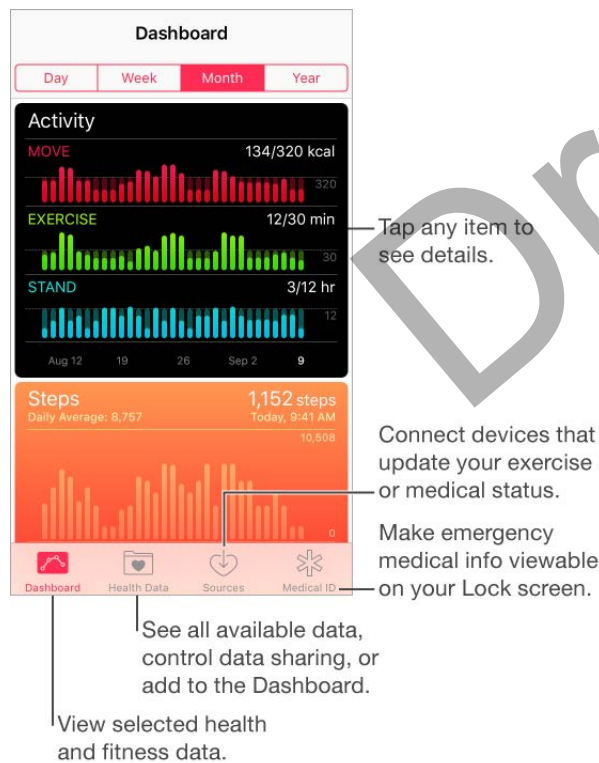 Dashboard
Day Week Month Year
Activity
MOVE 134/320 kcal
320
EXERCISE 12/30 min
30
STAND 3/12 hr
12
Aug 12 19 26 Sep 2 9
Tap any item to
see details.
Steps 1,152 steps
Daily Average: 8,757 Today, 9:41 AM
10,508
0
Connect devices that
update your exercise
or medical status.
Make emergency
medical info viewable
on your Lock screen.
Dashboard Health Data Sources Medical ID
See all available data,
control data sharing, or
add to the Dashboard.
View selected health
and fitness data.